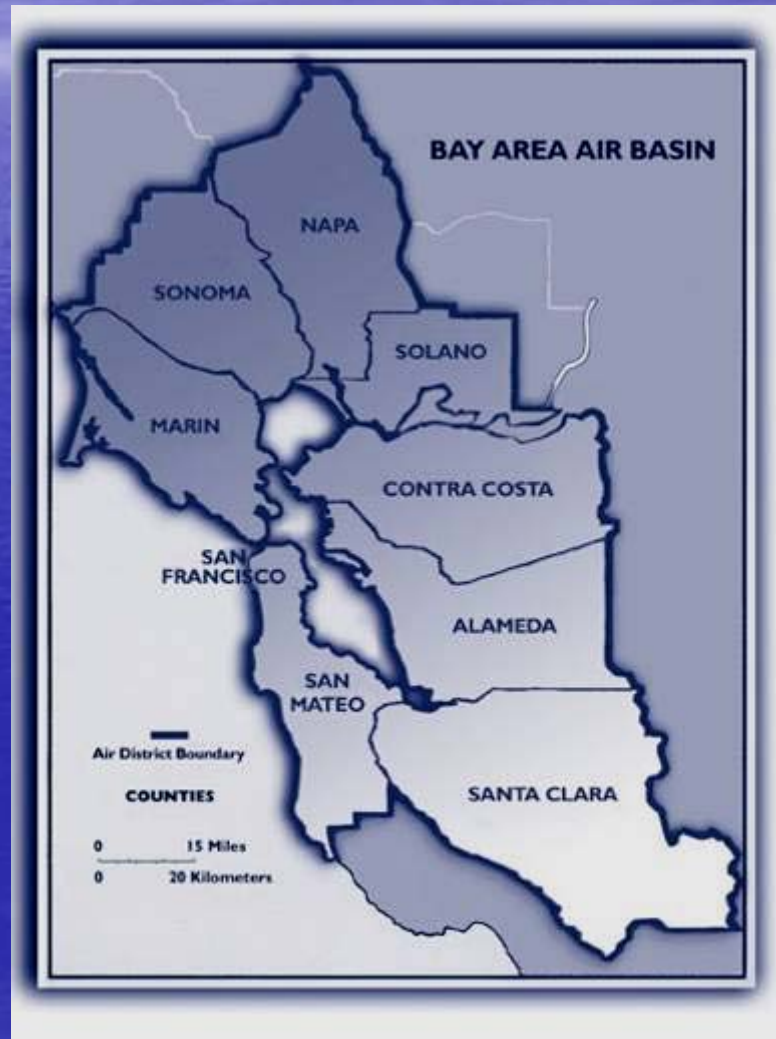 BAY AREA AIR BASIN
NAPA
SONOMA
SOLANO
MARIN
CONTRA COSTA
SAN
FRANCISCO
ALAMEDA
SAN
MATEO
Air District Boundary
COUNTIES
SANTA CLARA
0 15 Miles
0 20 Kilometers